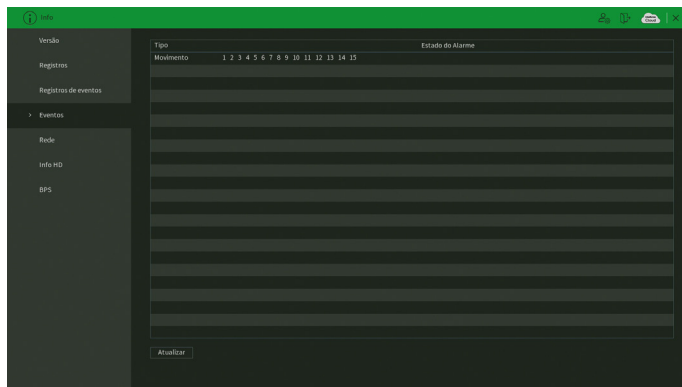 Info
Versão
Registros
Registros de eventos
> Eventos
Rede
Info HD
BPS
Tipo Estado do Alarme
Movimento 1 2 3 4 5 6 7 8 9 10 11 12 13 14 15
Atualizar
Cloud